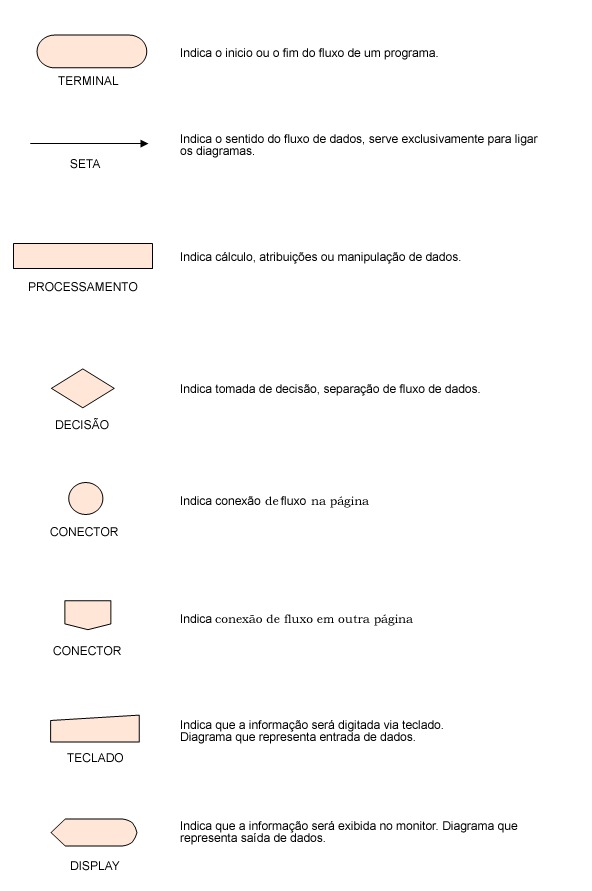 Indica o inicio ou o fim do fluxo de um programa.
TERMINAL
Indica o sentido do fluxo de dados, serve exclusivamente para ligar
os diagramas.
SETA
Indica cálculo, atribuições ou manipulação de dados.
PROCESSAMENTO
Indica tomada de decisão, separação de fluxo de dados.
DECISÃO
Indica conexão de fluxo na página
CONECTOR
Indica conexão de fluxo em outra página
CONECTOR
Indica que a informação será digitada via teclado.
Diagrama que representa entrada de dados.
TECLADO
Indica que a informação será exibida no monitor. Diagrama que
representa saída de dados.
DISPLAY